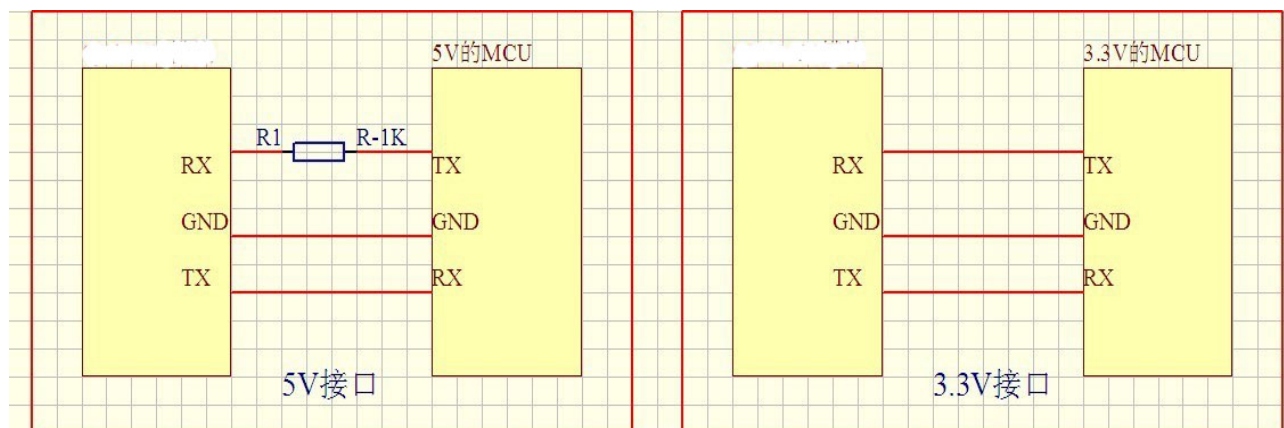 5V的MCU
R1
R-1K
RX
TX
GND
GND
TX
RX
5V接口
3.3V的MCU
RX
TX
GND
GND
TX
RX
3.3V接口